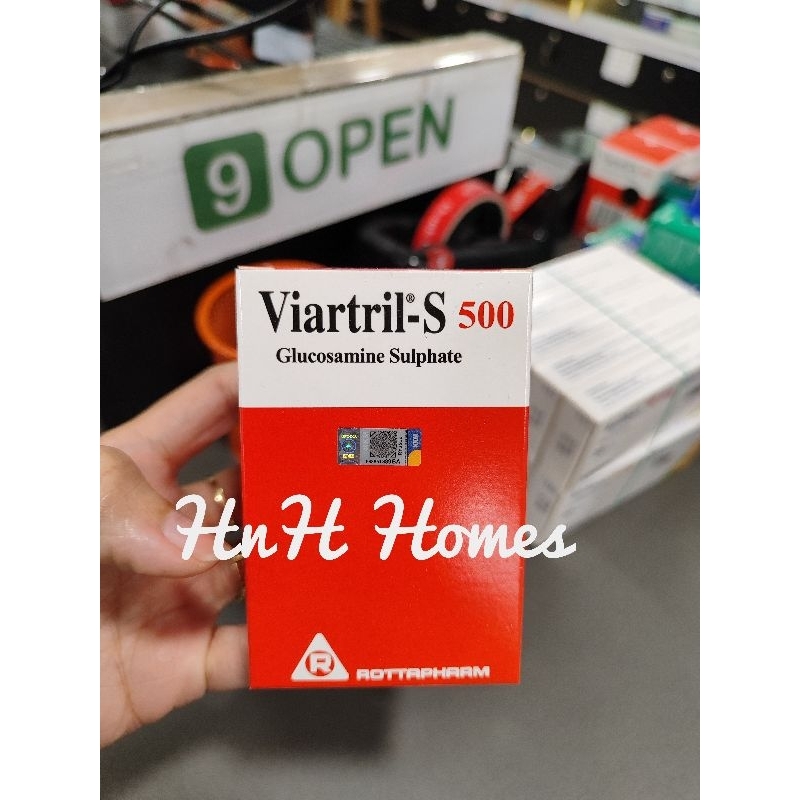 9 OPEN
Viartril®-S 500
Glucosamine Sulphate
HnH Homes
R ROTTAPHARM